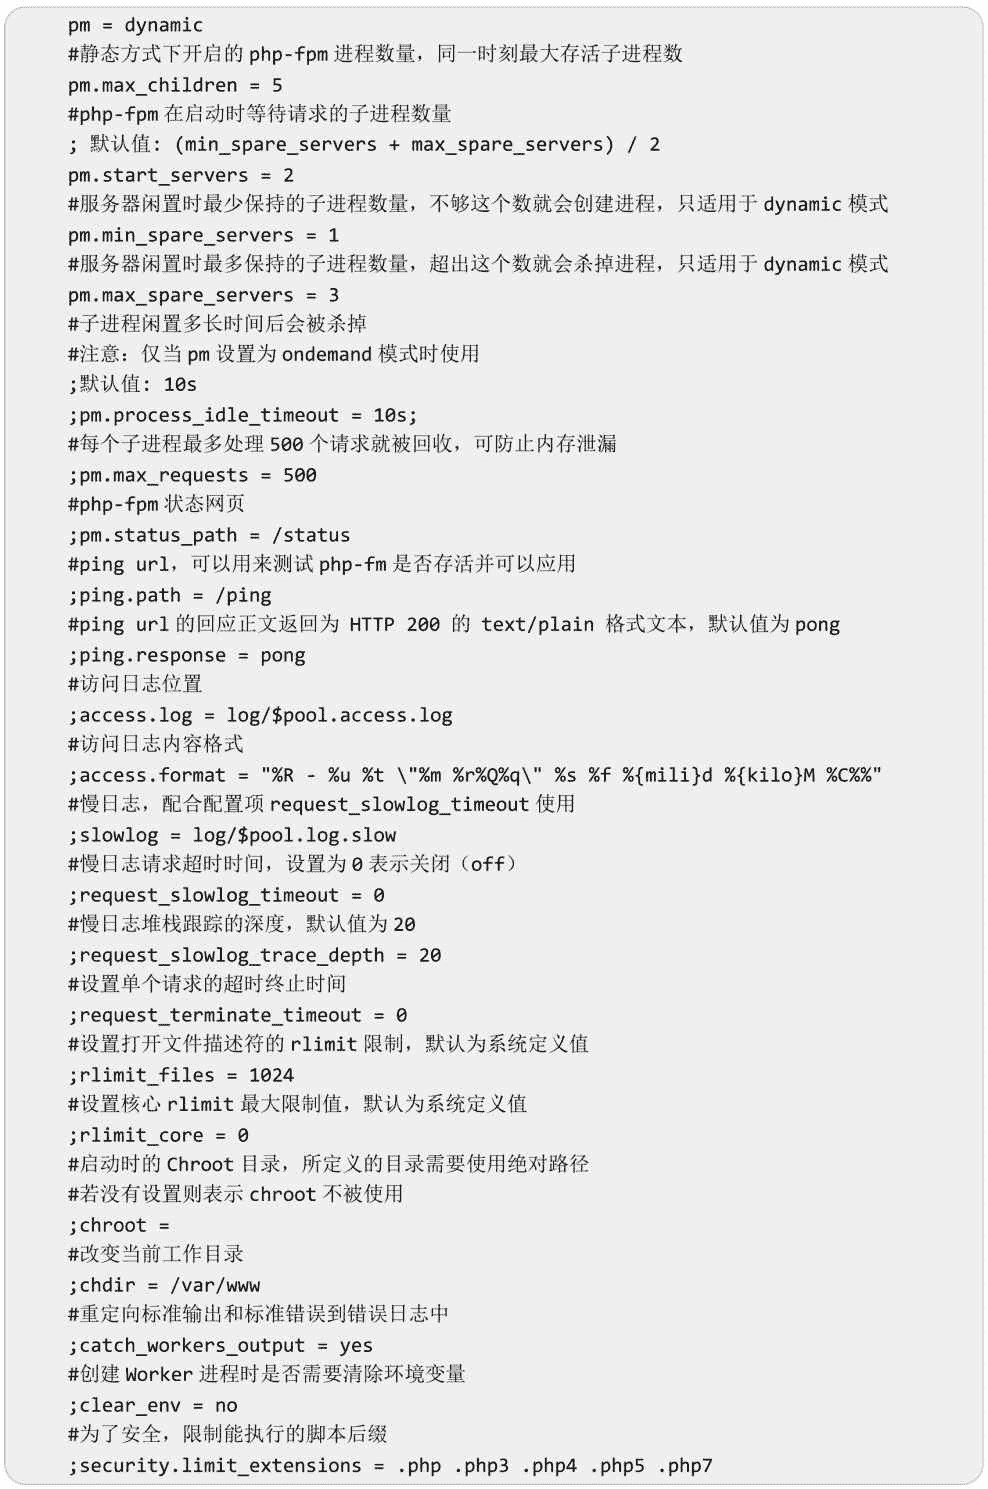 pm = dynamic
#静态方式下开启的 php-fpm 进程数量，同一时刻最大存活子进程数
pm.max_children = 5
#php-fpm 在启动时等待请求的子进程数量
; 默认值: (min_spare_servers + max_spare_servers) / 2
pm.start_servers = 2
#服务器闲置时最少保持的子进程数量，不够这个数就会创建进程，只适用于 dynamic 模式
pm.min_spare_servers = 1
#服务器闲置时最多保持的子进程数量，超出这个数就会杀掉进程，只适用于 dynamic 模式
pm.max_spare_servers = 3
#子进程闲置多长时间后会被杀掉
#注意：仅当 pm 设置为 ondemand 模式时使用
;默认值: 10s
;pm.process_idle_timeout = 10s;
#每个子进程最多处理 500 个请求就被回收，可防止内存泄漏
;pm.max_requests = 500
#php-fpm 状态网页
;pm.status_path = /status
#ping url，可以用来测试 php-fm 是否存活并可以应用
;ping.path = /ping
#ping url 的回应正文返回为 HTTP 200 的 text/plain 格式文本，默认值为 pong
;ping.response = pong
#访问日志位置
;access.log = log/$pool.access.log
#访问日志内容格式
;access.format = "%R - %u %t \"%m %r%Q%q\" %s %f %{mili}d %{kilo}M %C%%"
#慢日志，配合配置项 request_slowlog_timeout 使用
;slowlog = log/$pool.log.slow
#慢日志请求超时时间，设置为 0 表示关闭（off）
;request_slowlog_timeout = 0
#慢日志堆栈跟踪的深度，默认值为 20
;request_slowlog_trace_depth = 20
#设置单个请求的超时终止时间
;request_terminate_timeout = 0
#设置打开文件描述符的 rlimit 限制，默认为系统定义值
;rlimit_files = 1024
#设置核心 rlimit 最大限制值，默认为系统定义值
;rlimit_core = 0
#启动时的 Chroot 目录，所定义的目录需要使用绝对路径
#若没有设置则表示 chroot 不被使用
;chroot =
#改变当前工作目录
;chdir = /var/www
#重定向标准输出和标准错误到错误日志中
;catch_workers_output = yes
#创建 Worker 进程时是否需要清除环境变量
;clear_env = no
#为了安全，限制能执行的脚本后缀
;security.limit_extensions = .php .php3 .php4 .php5 .php7